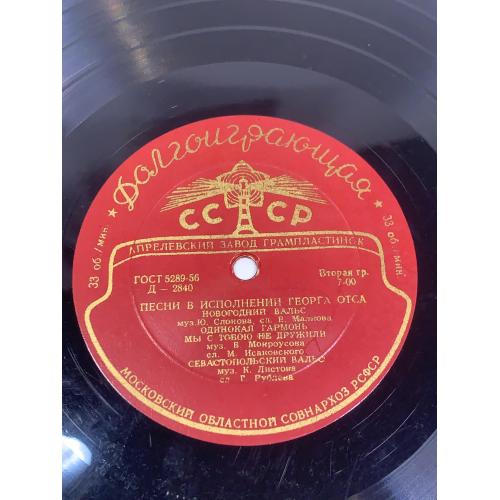 ★ Долгоиграющая ★
33 об/мин.
33 об/мин.
СССР
АПРЕЛЕВСКИЙ ЗАВОД ГРАМПЛАСТИНОК
ГОСТ 5289-56
Вторая гр.
Д — 2840
7-00
ПЕСНИ В ИСПОЛНЕНИИ ГЕОРГА ОТСА
НОВОГОДНИЙ ВАЛЬС
муз. Ю. Слонова, сл. Е. Малкова
ОДИНОКАЯ ГАРМОНЬ
МЫ С ТОБОЮ НЕ ДРУЖИЛИ
муз. Б. Мокроусова
сл. М. Исаковского
СЕВАСТОПОЛЬСКИЙ ВАЛЬС
муз. К. Листова
сл. Г. Рублева
МОСКОВСКИЙ ОБЛАСТНОЙ СОВНАРХОЗ РСФСР